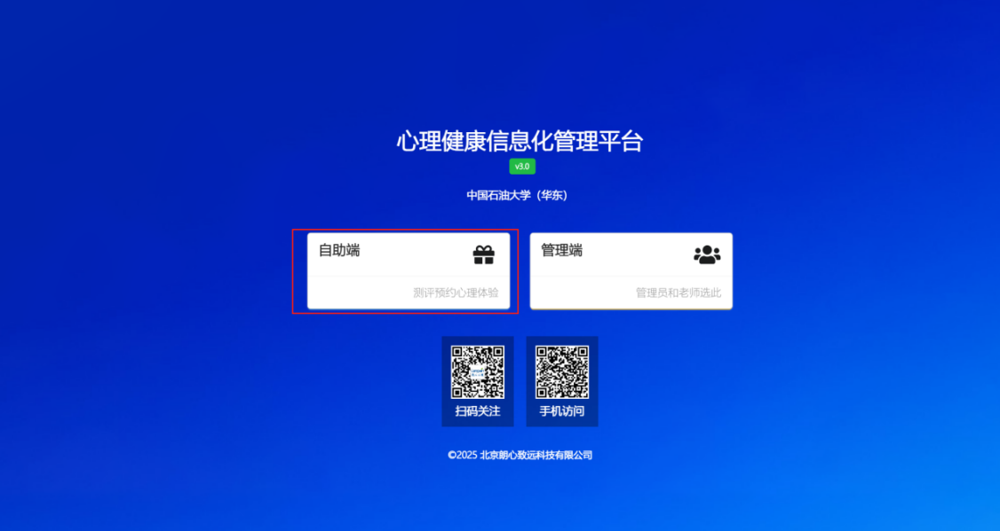 心理健康信息化管理平台
v3.0
中国石油大学（华东）
自助端
测评预约心理体验
管理端
管理员和老师选此
扫码关注
手机访问
©2025 北京朗心致远科技有限公司